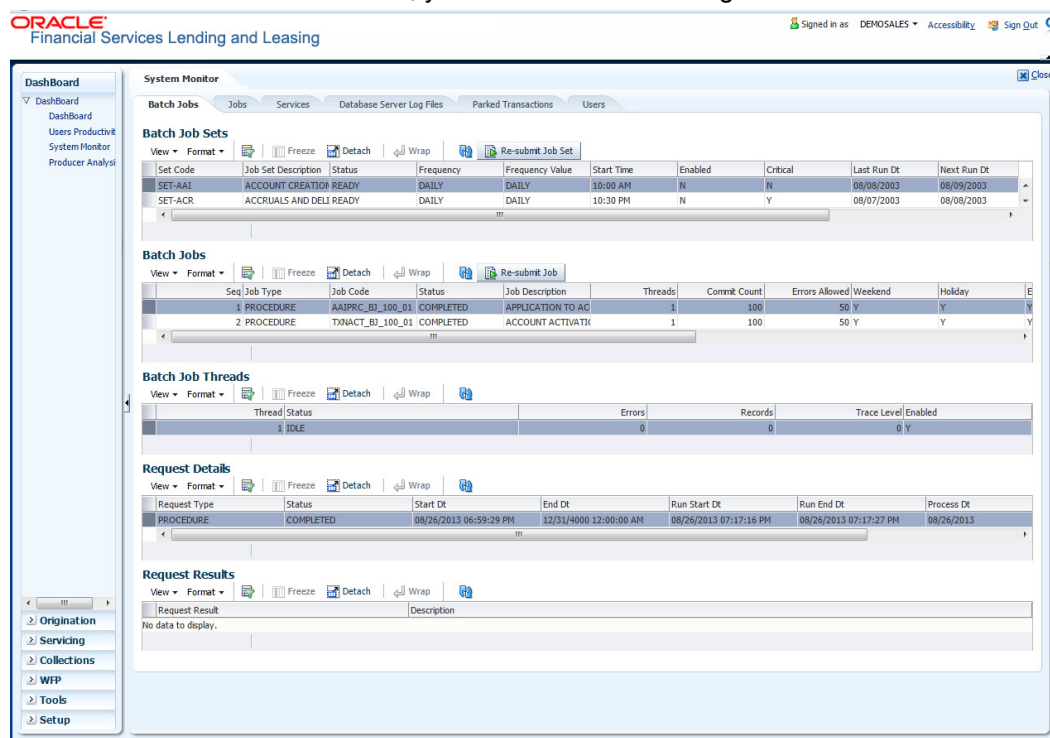 ORACLE
Financial Services Lending and Leasing
Signed in as DEMOSALES Accessibility Sign Out
DashBoard
DashBoard
DashBoard
Users Productivit
System Monitor
Producer Analysi
Origination
Servicing
Collections
WFP
Tools
Setup
System Monitor
Close
Batch Jobs Jobs Services Database Server Log Files Parked Transactions Users
Batch Job Sets
View Format Freeze Detach Wrap Re-submit Job Set
Set Code Job Set Description Status Frequency Frequency Value Start Time Enabled Critical Last Run Dt Next Run Dt
SET-AAI ACCOUNT CREATION READY DAILY DAILY 10:00 AM N N 08/08/2003 08/09/2003
SET-ACR ACCRUALS AND DELI READY DAILY DAILY 10:30 PM N Y 08/07/2003 08/08/2003
Batch Jobs
View Format Freeze Detach Wrap Re-submit Job
Seq Job Type Job Code Status Job Description Threads Commit Count Errors Allowed Weekend Holiday E
1 PROCEDURE AAIPRC_BJ_100_01 COMPLETED APPLICATION TO AC 1 100 50 Y Y Y
2 PROCEDURE TXNACT_BJ_100_01 COMPLETED ACCOUNT ACTIVATI 1 100 50 Y Y Y
Batch Job Threads
View Format Freeze Detach Wrap
Thread Status Errors Records Trace Level Enabled
1 IDLE 0 0 0 Y
Request Details
View Format Freeze Detach Wrap
Request Type Status Start Dt End Dt Run Start Dt Run End Dt Process Dt
PROCEDURE COMPLETED 08/26/2013 06:59:29 PM 12/31/4000 12:00:00 AM 08/26/2013 07:17:16 PM 08/26/2013 07:17:27 PM 08/26/2013
Request Results
View Format Freeze Detach Wrap
Request Result Description
No data to display.